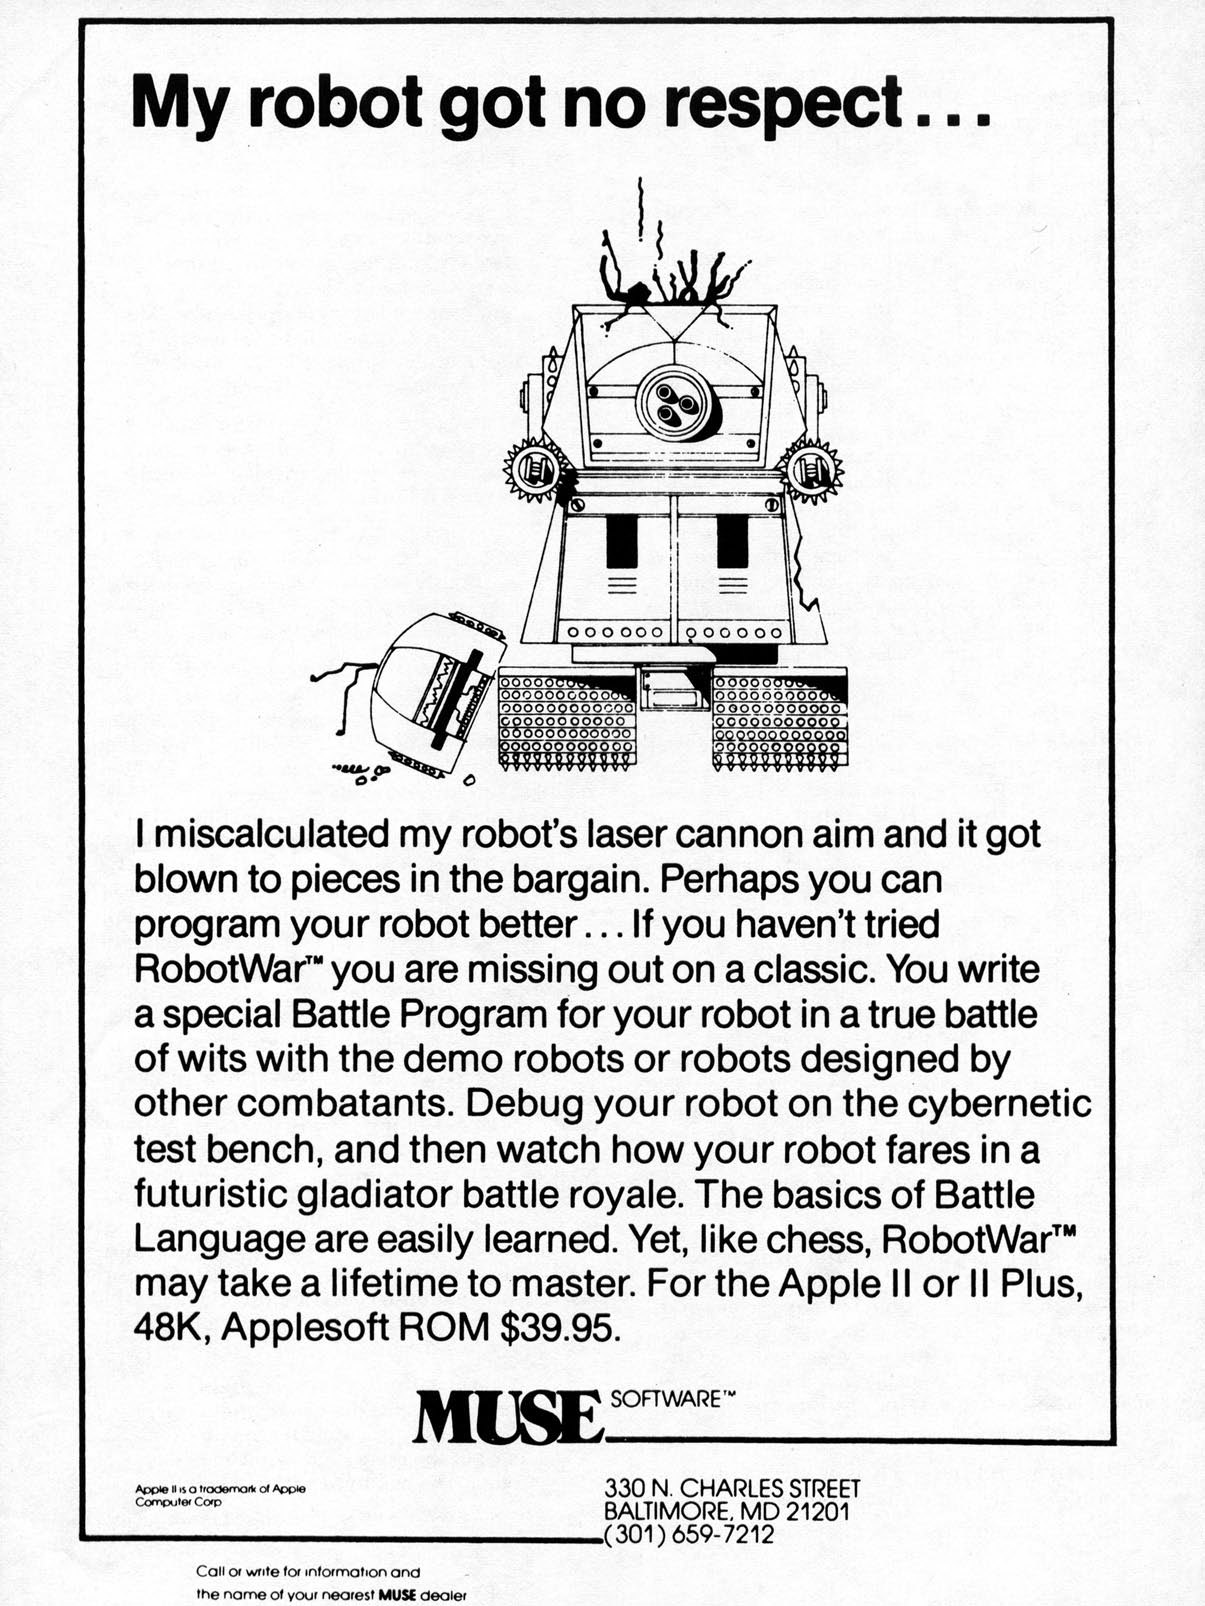 My robot got no respect...
I miscalculated my robot's laser cannon aim and it got
blown to pieces in the bargain. Perhaps you can
program your robot better... If you haven't tried
RobotWar™ you are missing out on a classic. You write
a special Battle Program for your robot in a true battle
of wits with the demo robots or robots designed by
other combatants. Debug your robot on the cybernetic
test bench, and then watch how your robot fares in a
futuristic gladiator battle royale. The basics of Battle
Language are easily learned. Yet, like chess, RobotWar™
may take a lifetime to master. For the Apple II or II Plus,
48K, Applesoft ROM $39.95.
MUSE SOFTWARE™
Apple II is a trademark of Apple
Computer Corp
330 N. CHARLES STREET
BALTIMORE, MD 21201
(301) 659-7212
Call or write for information and
the name of your nearest MUSE dealer